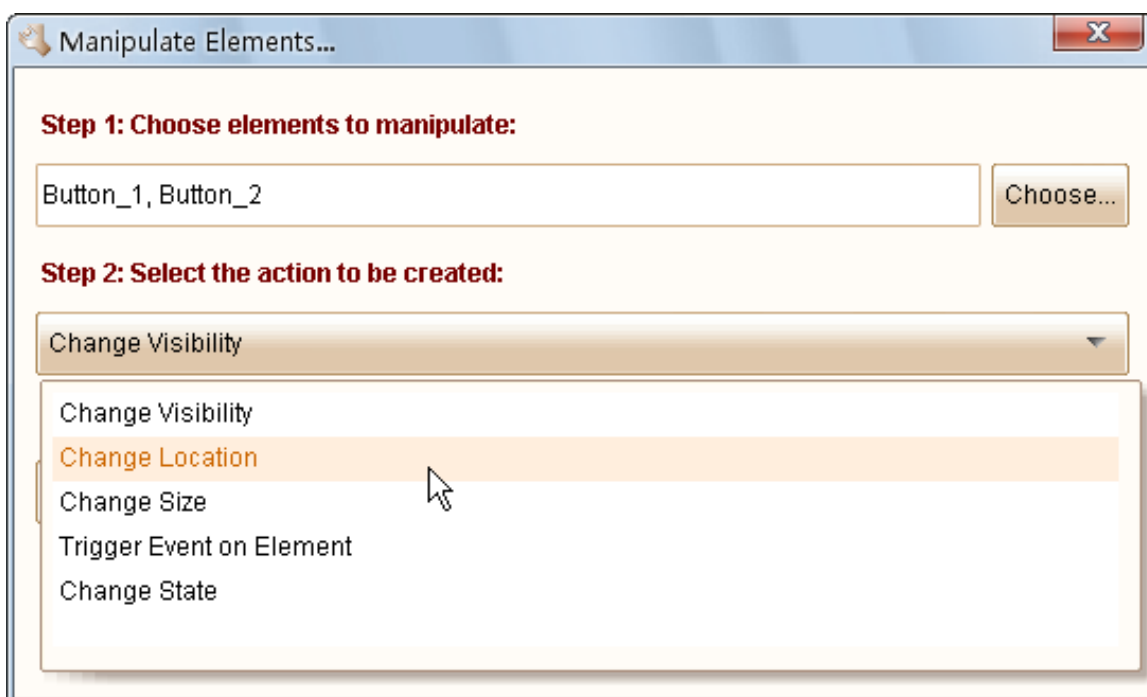 Manipulate Elements...
Step 1: Choose elements to manipulate:
Button_1, Button_2
Choose...
Step 2: Select the action to be created:
Change Visibility
Change Visibility
Change Location
Change Size
Trigger Event on Element
Change State